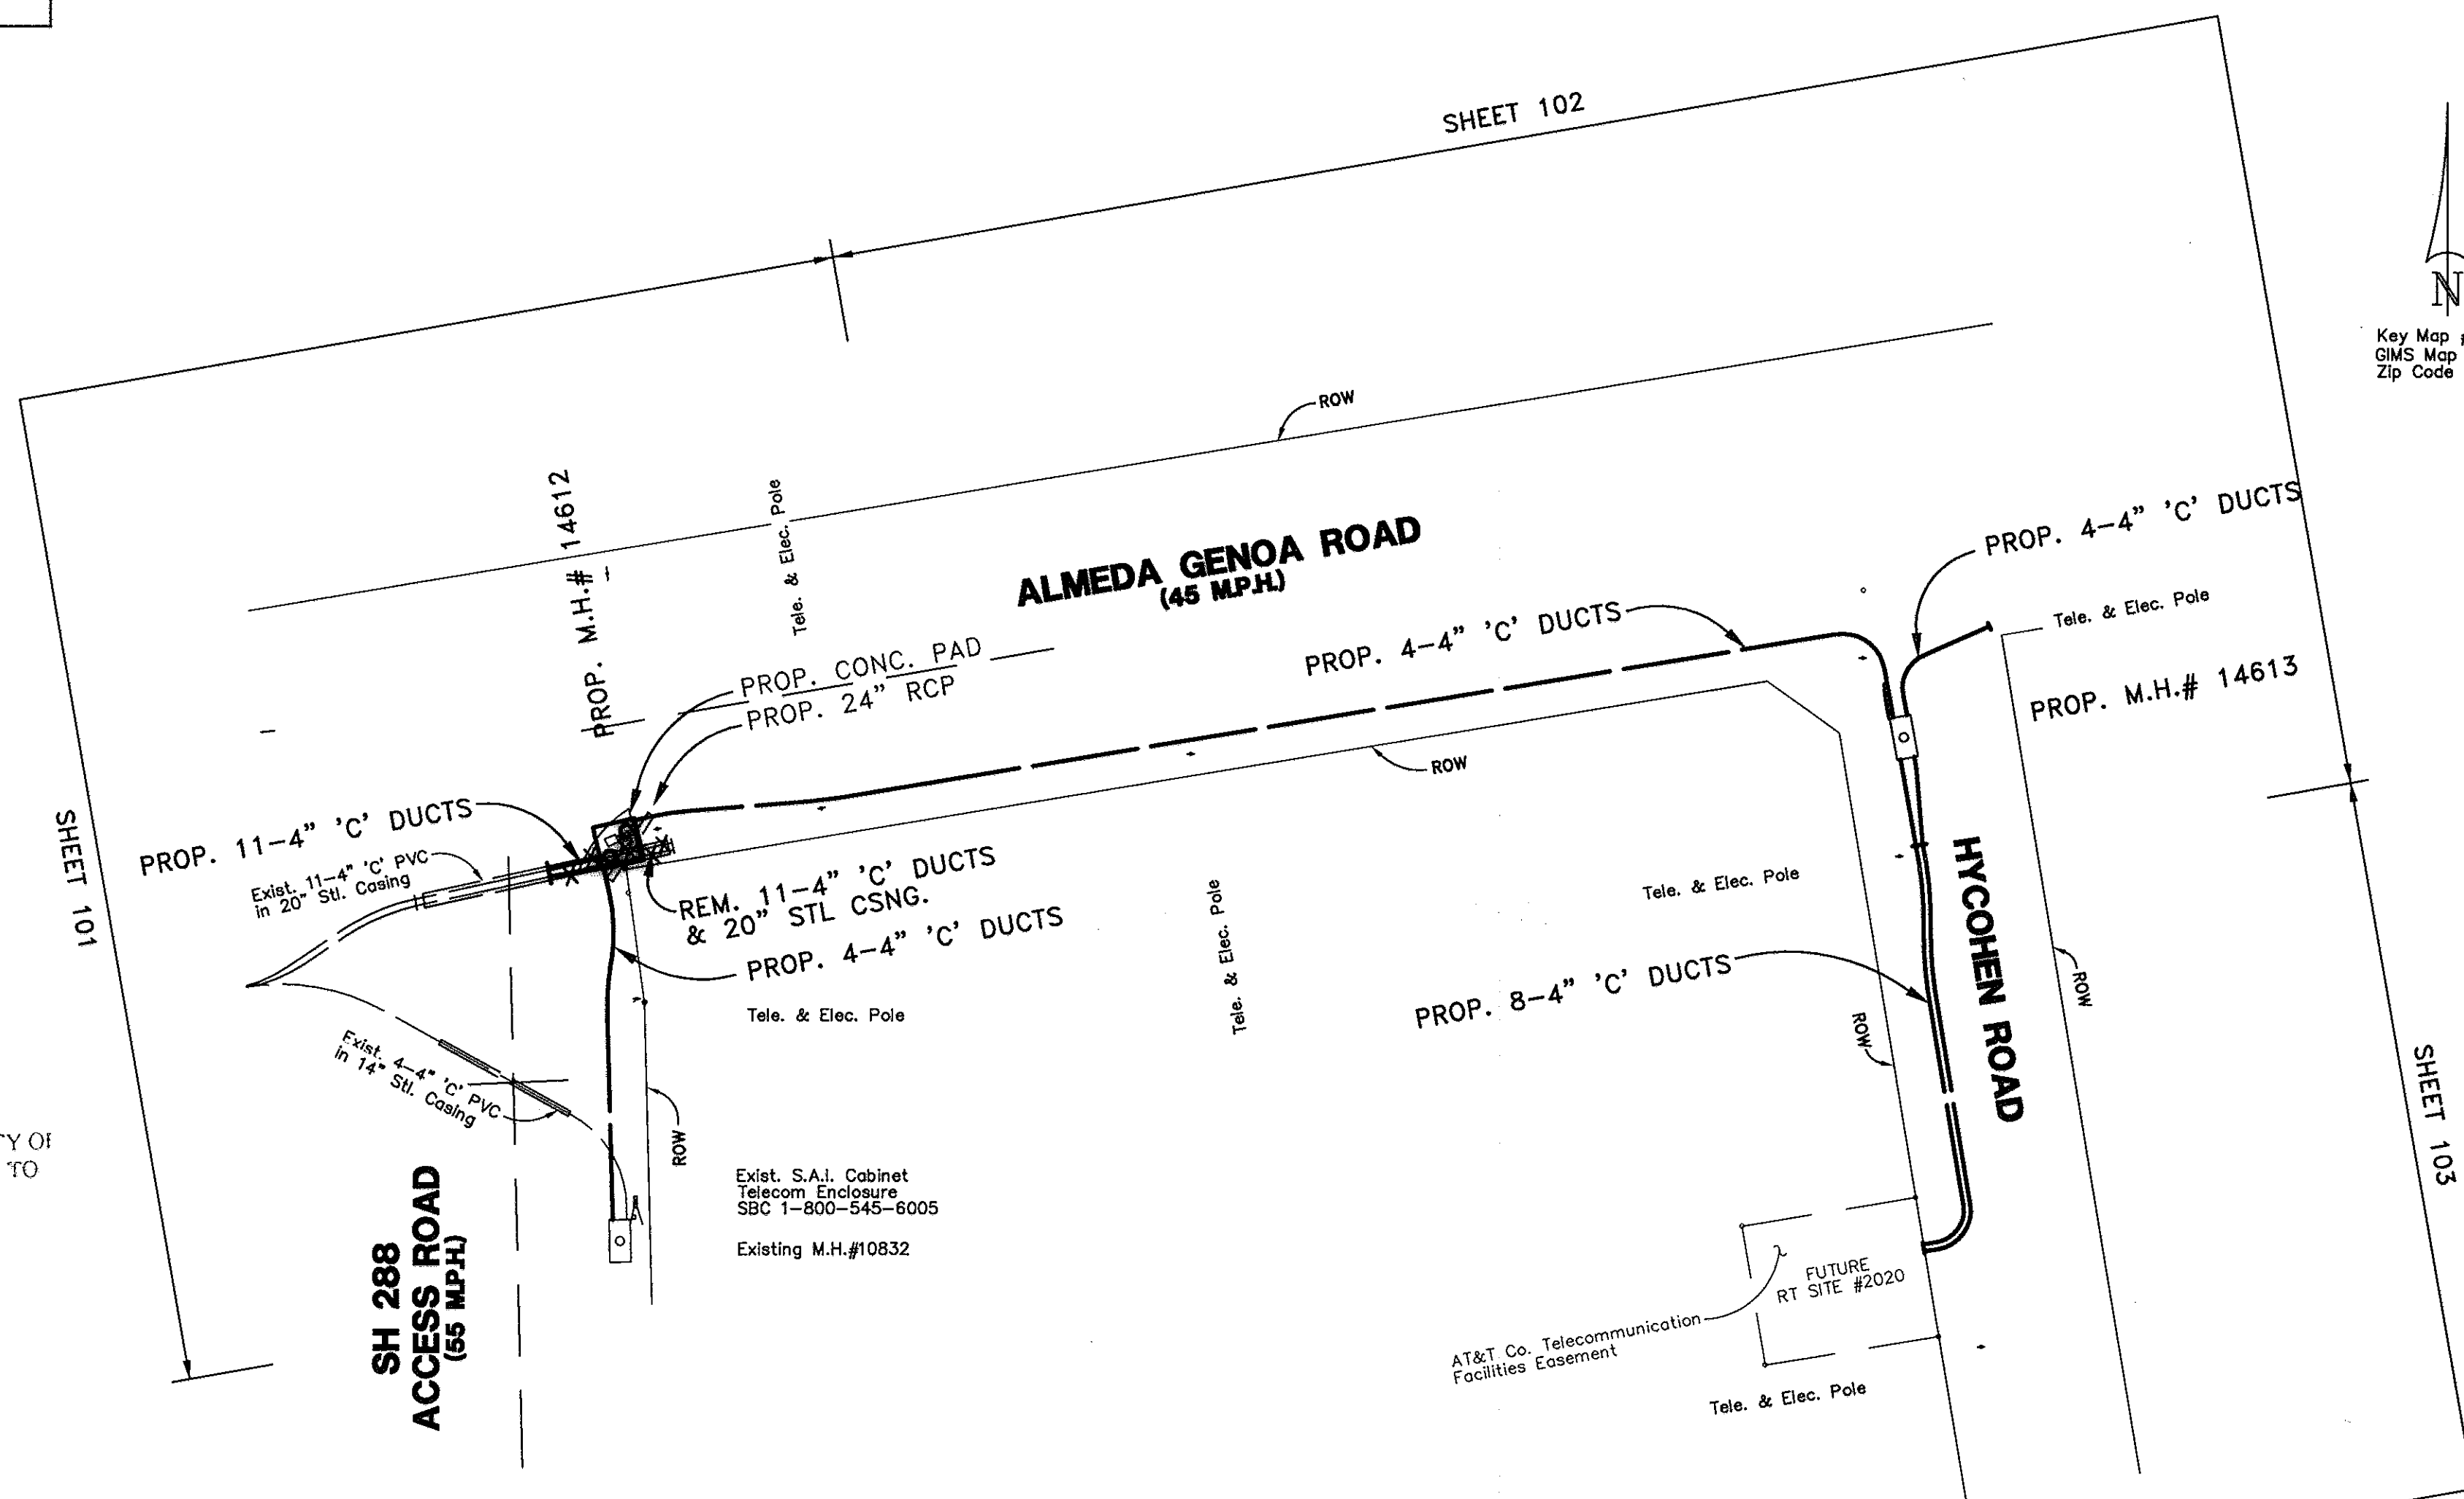 SHEET 102
N
Key Map #
GIMS Map
Zip Code
ROW
PROP. M.H.# 14612
Tele. & Elec. Pole
ALMEDA GENOA ROAD
(45 M.P.H.)
PROP. 4-4" 'C' DUCTS
PROP. 4-4" 'C' DUCTS
Tele. & Elec. Pole
PROP. M.H.# 14613
PROP. CONC. PAD
PROP. 24" RCP
ROW
PROP. 11-4" 'C' DUCTS
SHEET 101
Exist. 11-4" 'C' PVC
in 20" Stl. Casing
REM. 11-4" 'C' DUCTS
& 20" STL CSNG.
PROP. 4-4" 'C' DUCTS
Tele. & Elec. Pole
Tele. & Elec. Pole
Tele. & Elec. Pole
PROP. 8-4" 'C' DUCTS
HYCOHEN ROAD
ROW
ROW
SHEET 103
Exist. 4-4" 'C' PVC
in 14" Stl. Casing
ROW
TY OF
TO
SH 288
ACCESS ROAD
(55 M.P.H.)
Exist. S.A.I. Cabinet
Telecom Enclosure
SBC 1-800-545-6005
Existing M.H.#10832
FUTURE
RT SITE #2020
AT&T Co. Telecommunication
Facilities Easement
Tele. & Elec. Pole